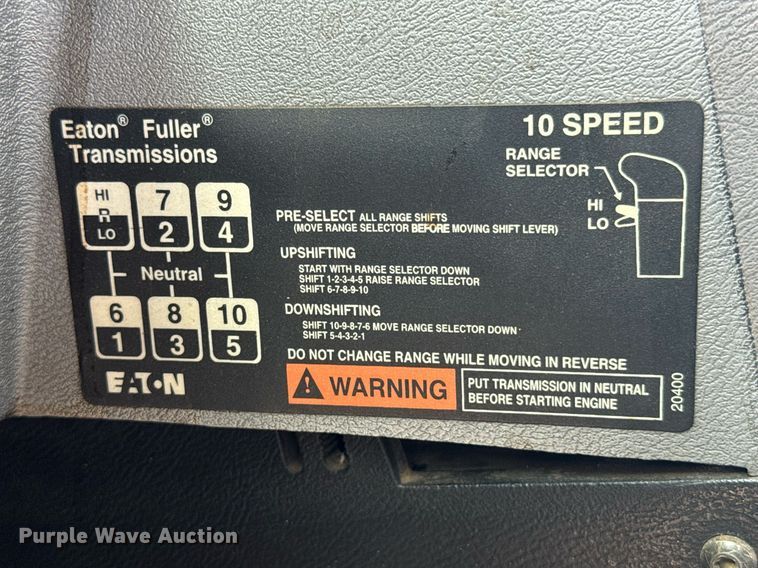 Eaton® Fuller®
Transmissions
10 SPEED
RANGE
SELECTOR
HI
LO
HI
R
LO
7
2
9
4
Neutral
6
1
8
3
10
5
EATON
PRE-SELECT ALL RANGE SHIFTS
(MOVE RANGE SELECTOR BEFORE MOVING SHIFT LEVER)
UPSHIFTING
START WITH RANGE SELECTOR DOWN
SHIFT 1-2-3-4-5 RAISE RANGE SELECTOR
SHIFT 6-7-8-9-10
DOWNSHIFTING
SHIFT 10-9-8-7-6 MOVE RANGE SELECTOR DOWN
SHIFT 5-4-3-2-1
DO NOT CHANGE RANGE WHILE MOVING IN REVERSE
WARNING
PUT TRANSMISSION IN NEUTRAL
BEFORE STARTING ENGINE
20400
Purple Wave Auction